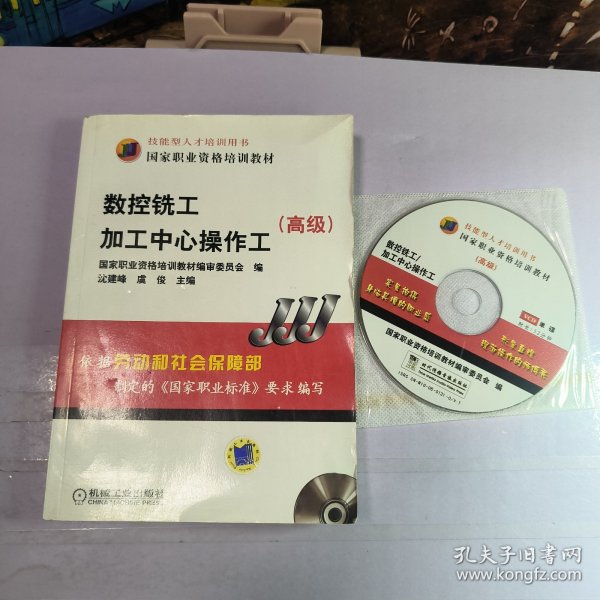 技能型人才培训用书
国家职业资格培训教材
数控铣工
加工中心操作工
(高级)
国家职业资格培训教材编审委员会 编
沈建峰 虞俊 主编
依据劳动和社会保障部
制定的《国家职业标准》要求编写
机械工业出版社
CHINA MACHINE PRESS
技能型人才培训用书
国家职业资格培训教材
(高级)
数控铣工/
加工中心操作工
VCD 单碟
国家职业资格培训教材编审委员会 编
孔夫子旧书网
www.kongfz.com